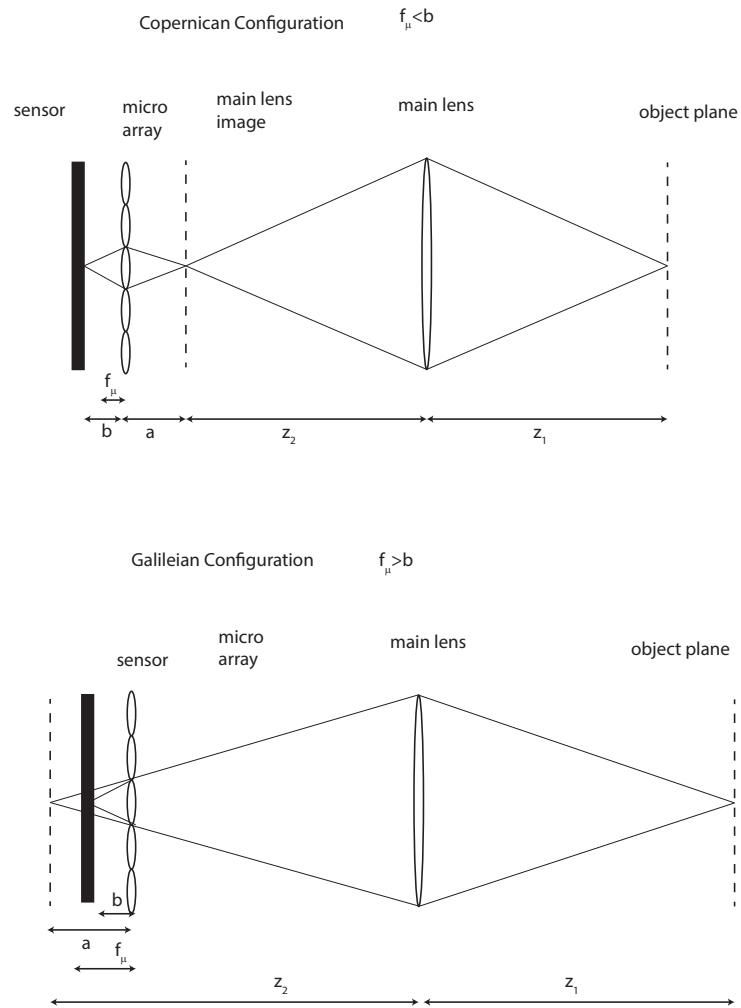 Copernican Configuration f_μ<b
sensor
micro array
main lens image
main lens
object plane
f_μ
b
a
z_2
z_1
Galileian Configuration f_μ>b
sensor
micro array
main lens
object plane
b
a
f_μ
z_2
z_1